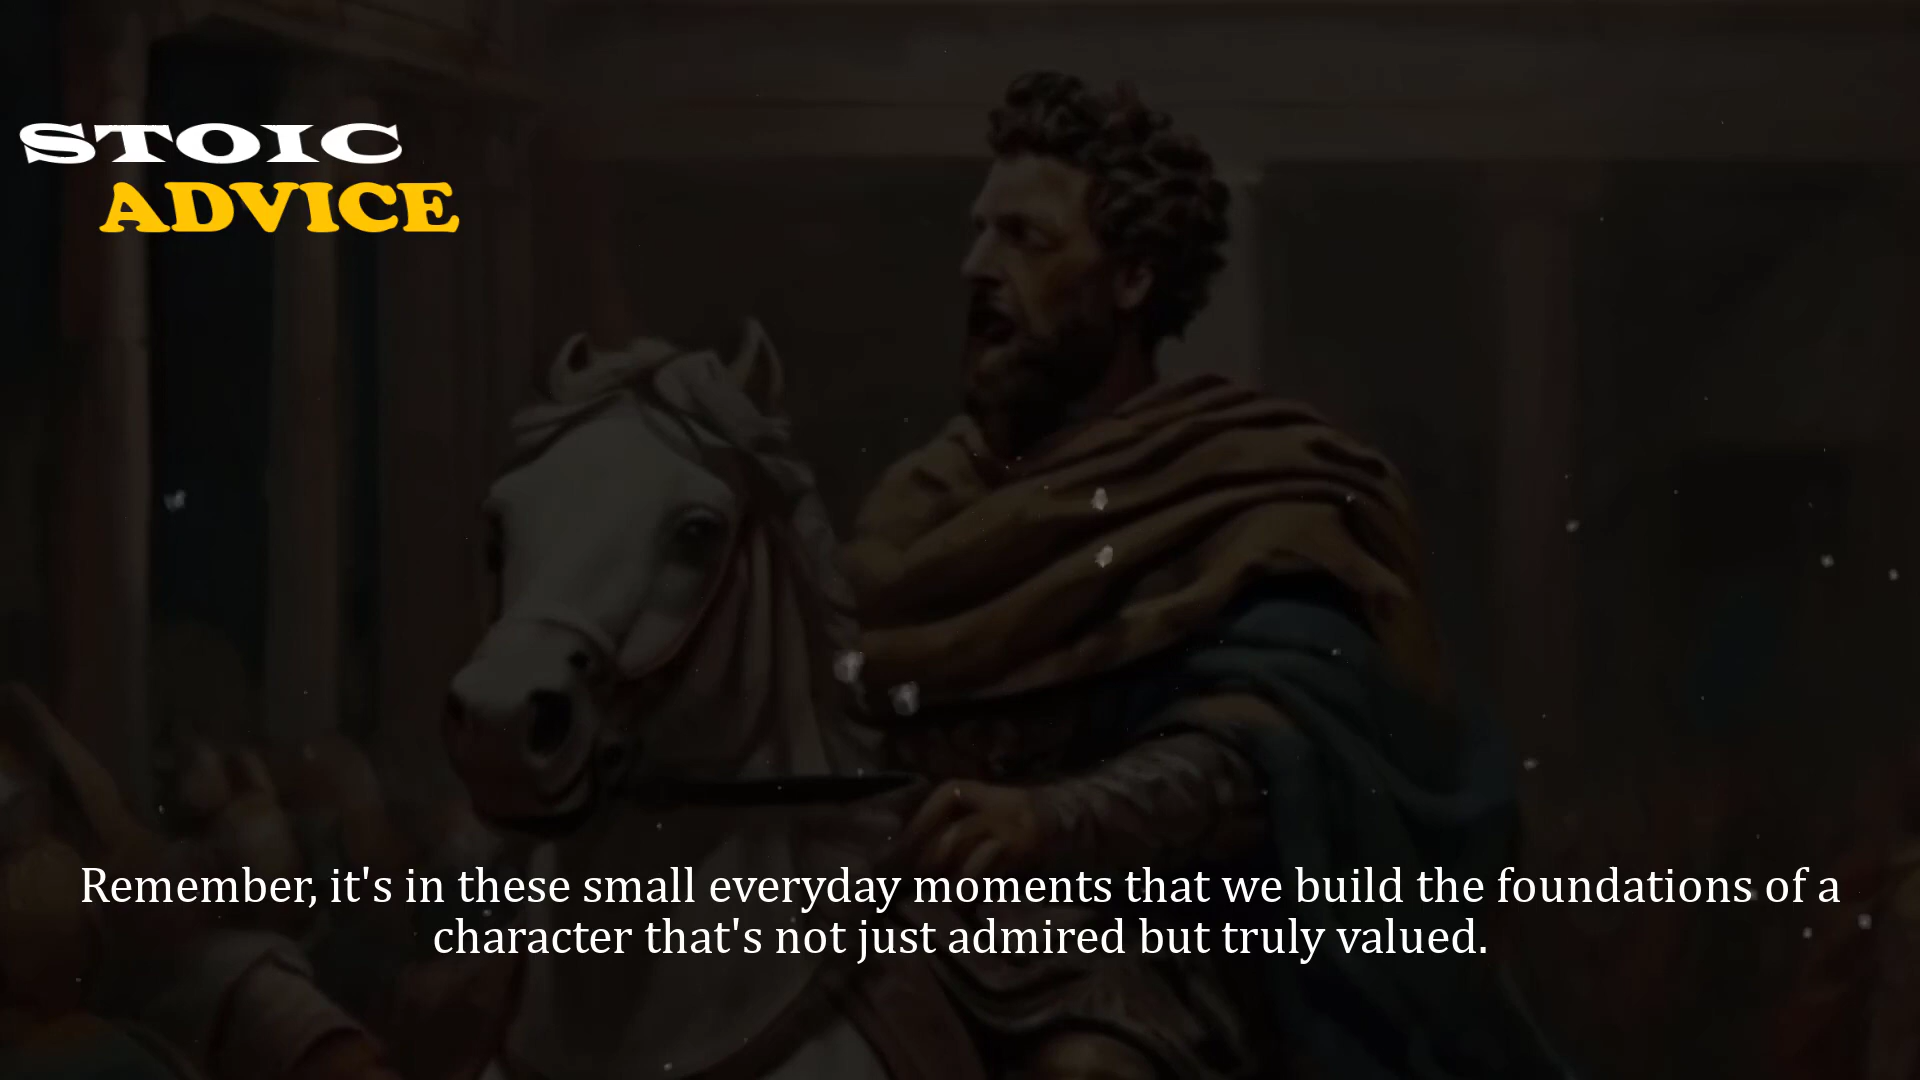 STOIC
ADVICE
Remember, it's in these small everyday moments that we build the foundations of a
character that's not just admired but truly valued.